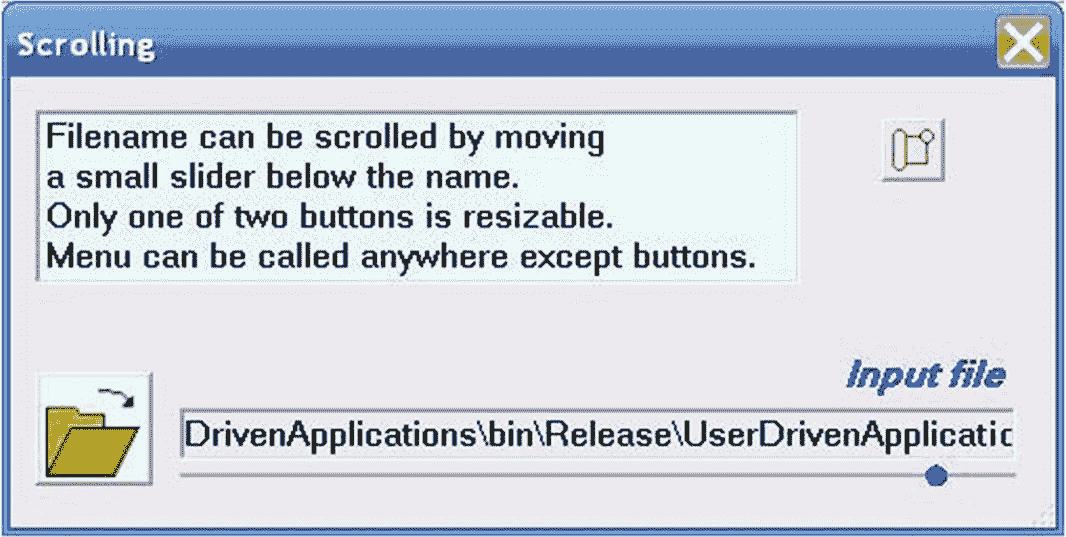 Scrolling
Filename can be scrolled by moving
a small slider below the name.
Only one of two buttons is resizable.
Menu can be called anywhere except buttons.
Input file
DrivenApplications\bin\Release\UserDrivenApplicatic